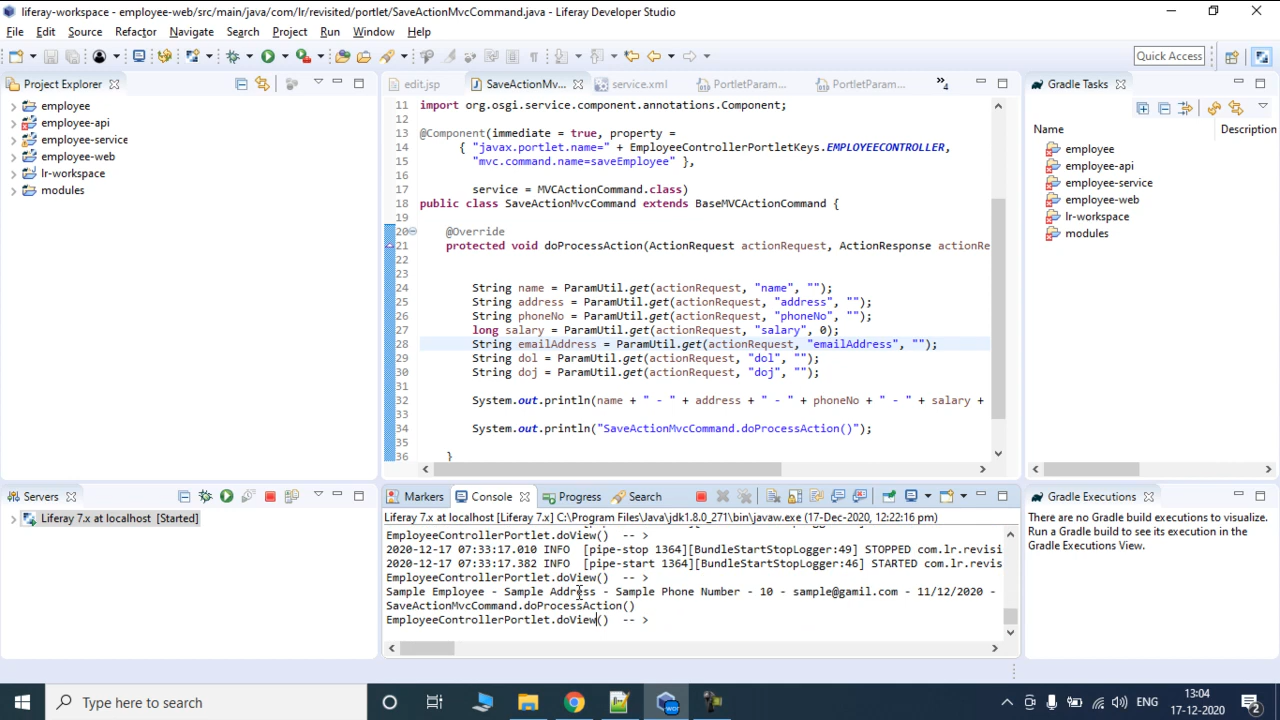 liferay-workspace - employee-web/src/main/java/com/lr/revisited/portlet/SaveActionMvcCommand.java - Liferay Developer Studio
File Edit Source Refactor Navigate Search Project Run Window Help
Quick Access
Project Explorer
employee
employee-api
employee-service
employee-web
lr-workspace
modules
edit.jsp SaveActionMv... service.xml PortletParam... PortletParam... 4
11 import org.osgi.service.component.annotations.Component;
12
13 @Component(immediate = true, property =
14 { "javax.portlet.name=" + EmployeeControllerPortletKeys.EMPLOYEECONTROLLER,
15 "mvc.command.name=saveEmployee" },
16
17 service = MVCActionCommand.class)
18 public class SaveActionMvcCommand extends BaseMVCActionCommand {
19
20 @Override
21 protected void doProcessAction(ActionRequest actionRequest, ActionResponse actionRe
22
23
24 String name = ParamUtil.get(actionRequest, "name", "");
25 String address = ParamUtil.get(actionRequest, "address", "");
26 String phoneNo = ParamUtil.get(actionRequest, "phoneNo", "");
27 long salary = ParamUtil.get(actionRequest, "salary", 0);
28 String emailAddress = ParamUtil.get(actionRequest, "emailAddress", "");
29 String dol = ParamUtil.get(actionRequest, "dol", "");
30 String doj = ParamUtil.get(actionRequest, "doj", "");
31
32 System.out.println(name + " - " + address + " - " + phoneNo + " - " + salary +
33
34 System.out.println("SaveActionMvcCommand.doProcessAction()");
35
36 }
Gradle Tasks
Name Description
employee
employee-api
employee-service
employee-web
lr-workspace
modules
Servers
Liferay 7.x at localhost [Started]
Markers Console Progress Search
Liferay 7.x at localhost [Liferay 7.x] C:\Program Files\Java\jdk1.8.0_271\bin\javaw.exe (17-Dec-2020, 12:22:16 pm)
EmployeeControllerPortlet.doView() -- >
2020-12-17 07:33:17.010 INFO [pipe-stop 1364][BundleStartStopLogger:49] STOPPED com.lr.revisi
2020-12-17 07:33:17.382 INFO [pipe-start 1364][BundleStartStopLogger:46] STARTED com.lr.revis
EmployeeControllerPortlet.doView() -- >
Sample Employee - Sample Address - Sample Phone Number - 10 - sample@gamil.com - 11/12/2020 -
SaveActionMvcCommand.doProcessAction()
EmployeeControllerPortlet.doView() -- >
Gradle Executions
There are no Gradle build executions to visualize.
Run a Gradle build to see its execution in the
Gradle Executions View.
Type here to search
ENG
13:04
17-12-2020
2